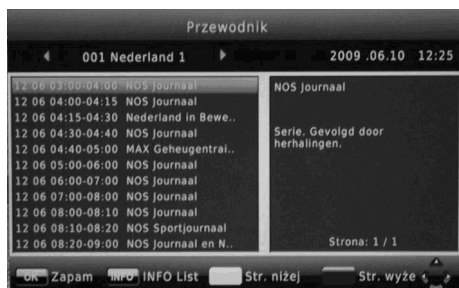 Przewodnik
001 Nederland 1 2009 .06.10 12:25
12 06 03:00-04:00 NOS Journaal
12 06 04:00-04:15 NOS Journaal
12 06 04:15-04:30 Nederland in Bewe..
12 06 04:30-04:40 NOS Journaal
12 06 04:40-05:00 MAX Geheugentrai..
12 06 05:00-06:00 NOS Journaal
12 06 06:00-07:00 NOS Journaal
12 06 07:00-08:00 NOS Journaal
12 06 08:00-08:10 NOS Journaal
12 06 08:10-08:20 NOS Sportjournaal
12 06 08:20-09:00 NOS Journaal en N..
NOS Journaal
Serie. Gevolgd door
herhalingen.
Strona: 1 / 1
OK Zapam INFO INFO List Str. niżej Str. wyże